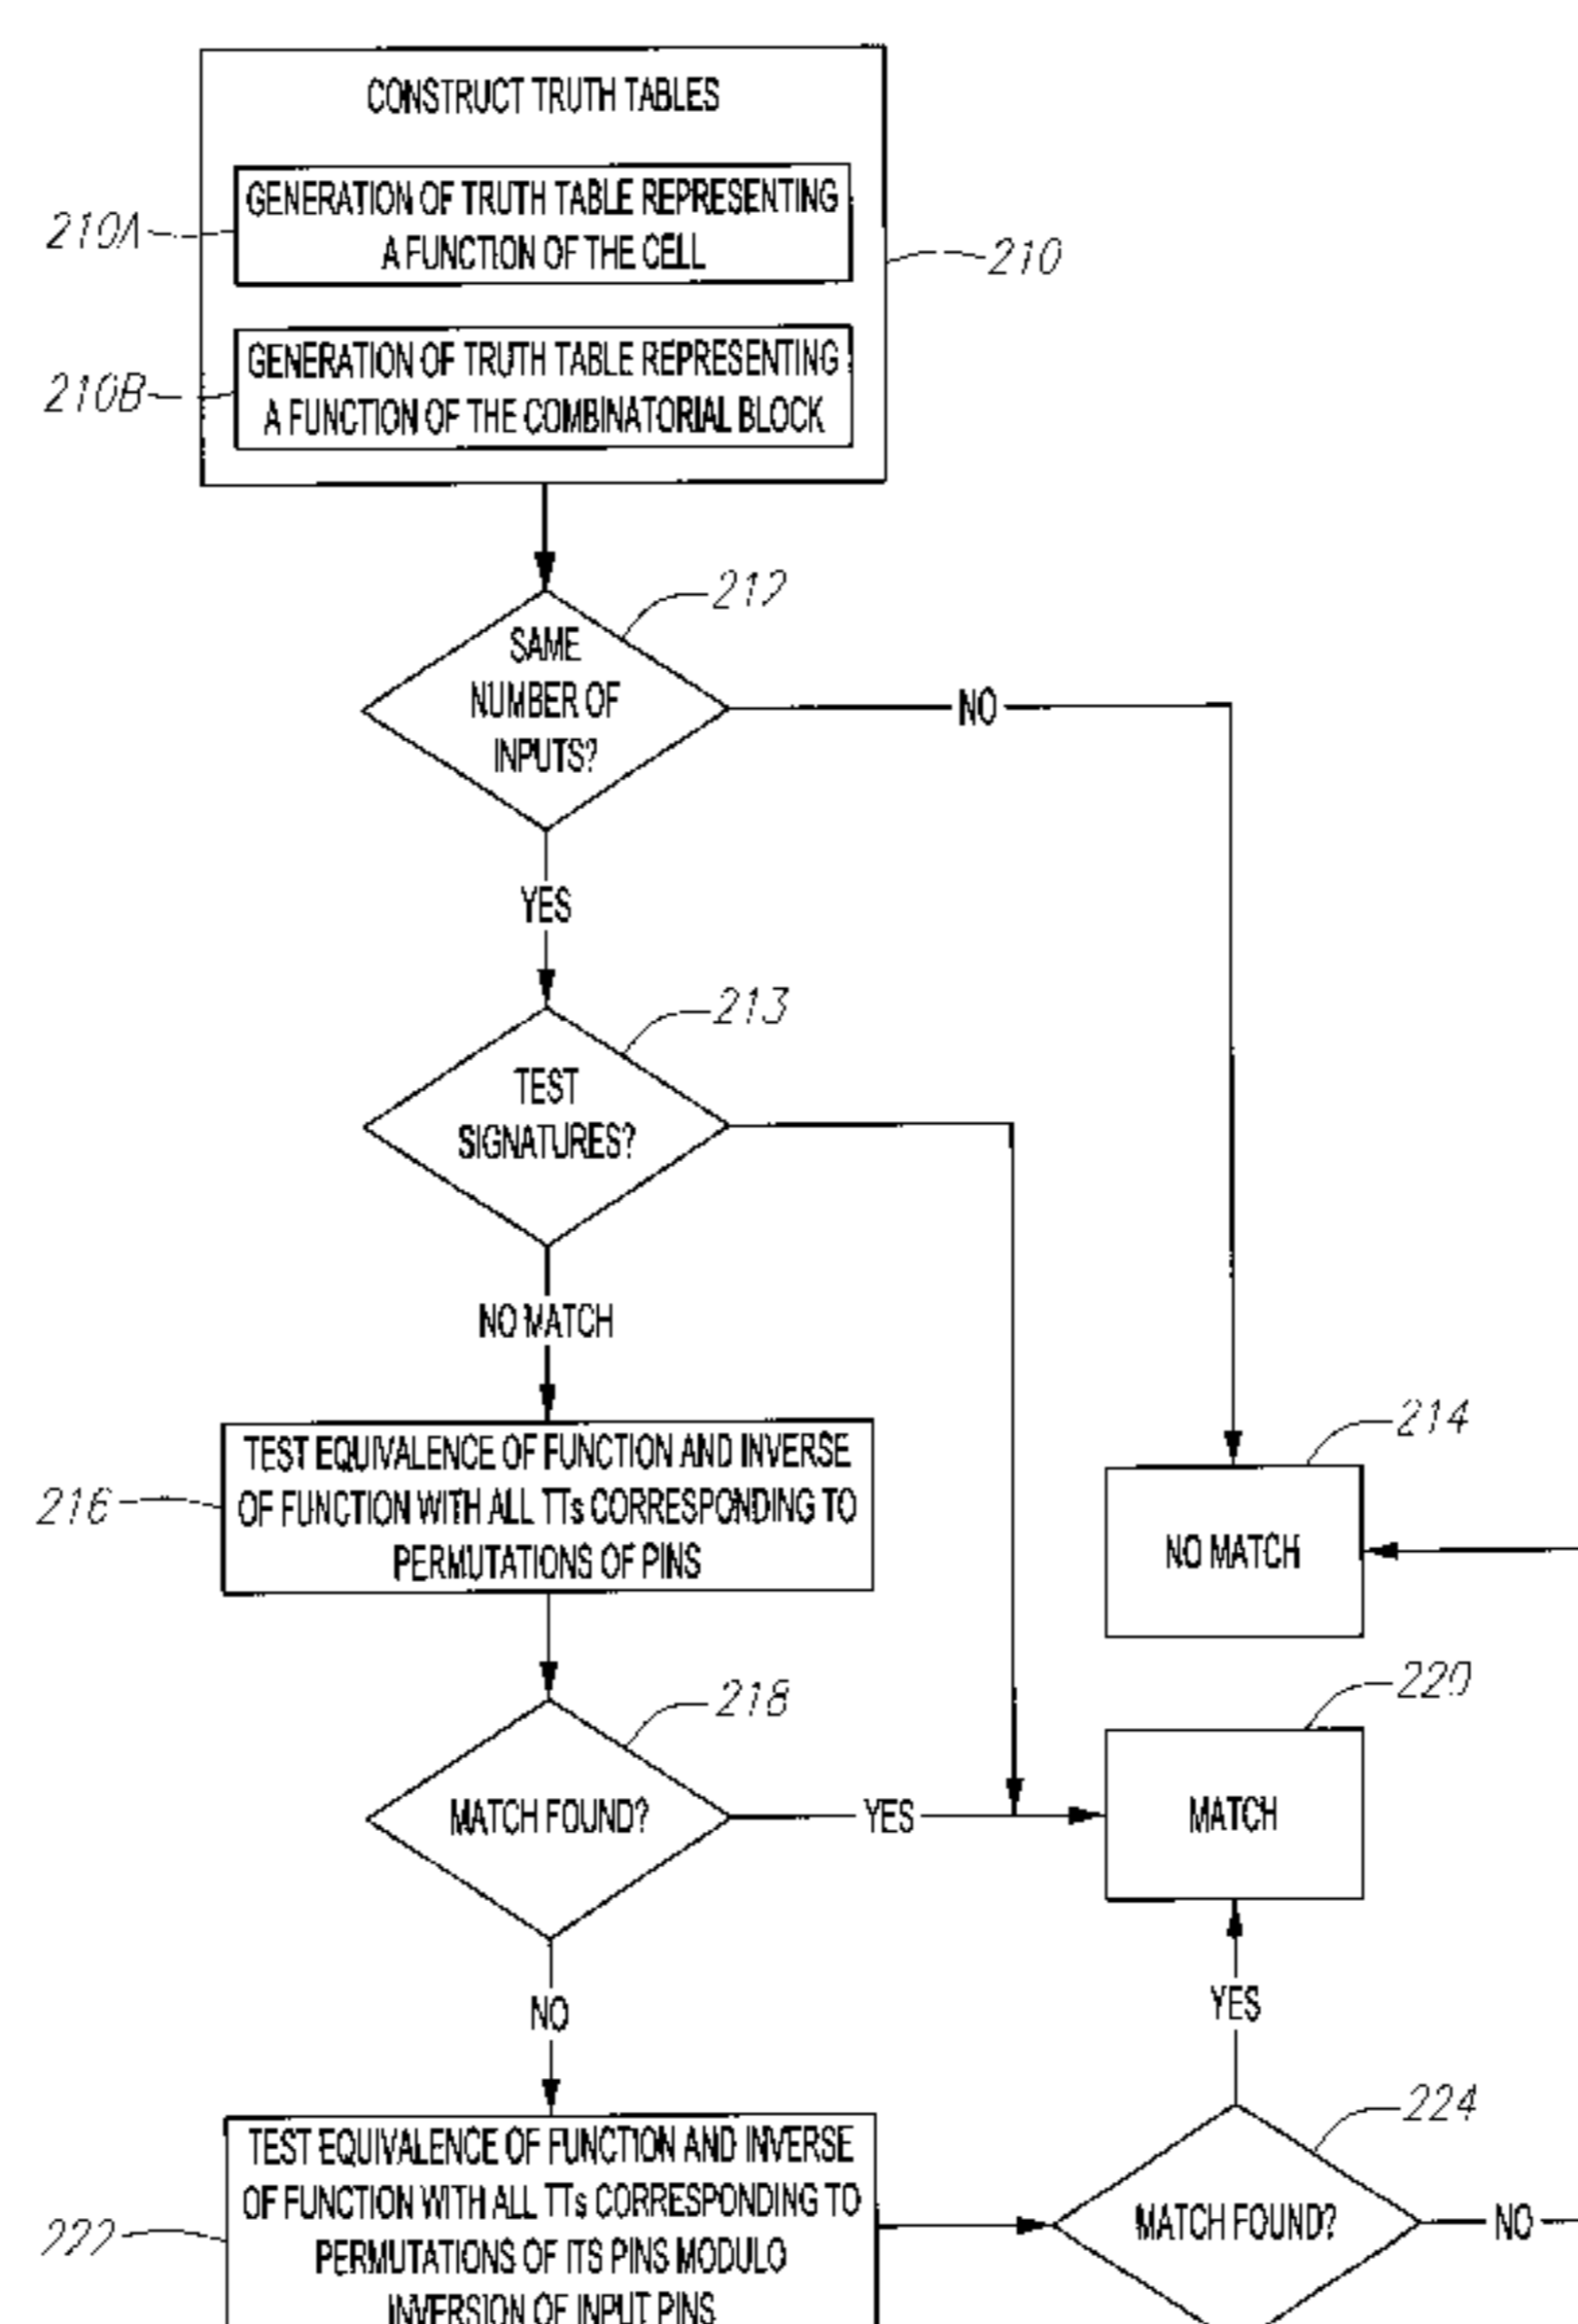 CONSTRUCT TRUTH TABLES
210A
GENERATION OF TRUTH TABLE REPRESENTING
A FUNCTION OF THE CELL
210
210B
GENERATION OF TRUTH TABLE REPRESENTING
A FUNCTION OF THE COMBINATORIAL BLOCK
212
SAME
NUMBER OF
INPUTS?
NO
YES
213
TEST
SIGNATURES?
NO MATCH
214
216
TEST EQUIVALENCE OF FUNCTION AND INVERSE
OF FUNCTION WITH ALL TTs CORRESPONDING TO
PERMUTATIONS OF PINS
NO MATCH
218
220
MATCH FOUND?
YES
MATCH
NO
YES
224
222
TEST EQUIVALENCE OF FUNCTION AND INVERSE
OF FUNCTION WITH ALL TTs CORRESPONDING TO
PERMUTATIONS OF ITS PINS MODULO
INVERSION OF INPUT PINS
MATCH FOUND?
NO